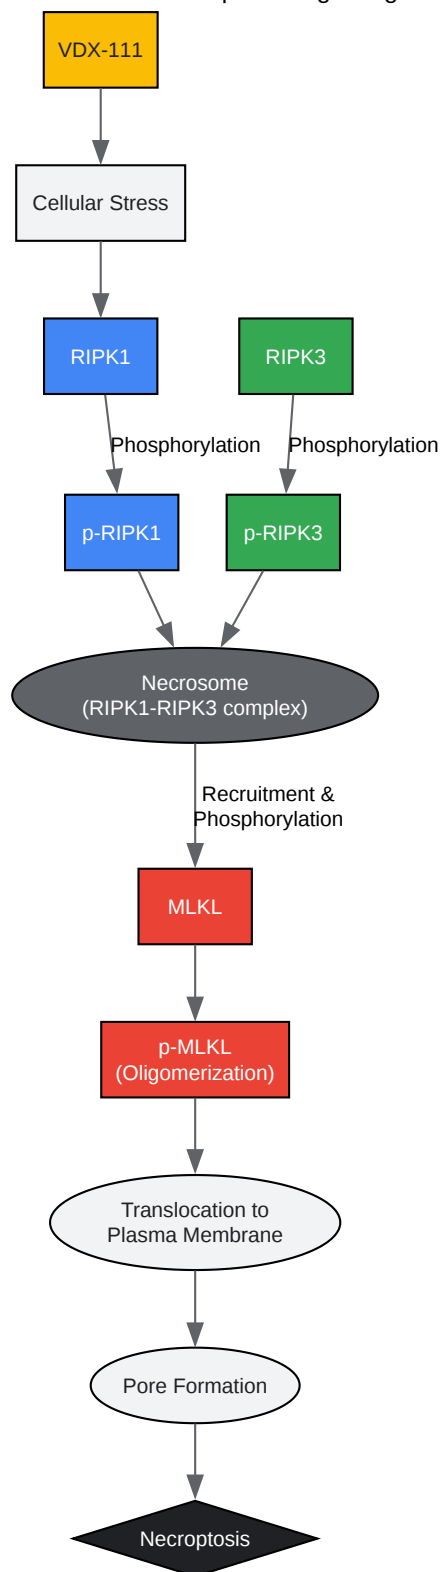 VDX-111
Cellular Stress
RIPK1
RIPK3
Phosphorylation
Phosphorylation
p-RIPK1
p-RIPK3
Necrosome
(RIPK1-RIPK3 complex)
Recruitment &
Phosphorylation
MLKL
p-MLKL
(Oligomerization)
Translocation to
Plasma Membrane
Pore Formation
Necroptosis